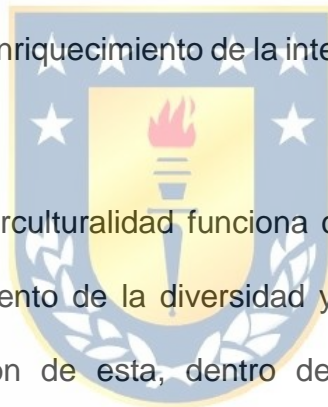 nriquecimiento de la inte
rculturalidad funciona
ento de la diversidad y
on de esta, dentro de